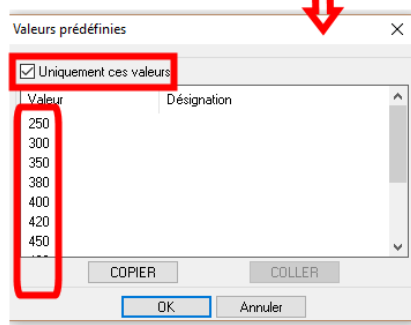 Valeurs prédéfinies
Uniquement ces valeurs
Valeur Désignation
250
300
350
380
400
420
450
COPIER COLLER
OK Annuler